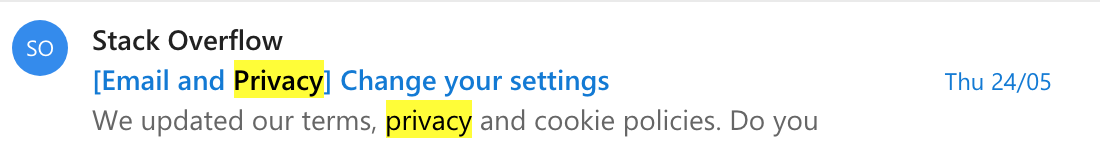 SO
Stack Overflow
[Email and Privacy] Change your settings
Thu 24/05
We updated our terms, privacy and cookie policies. Do you